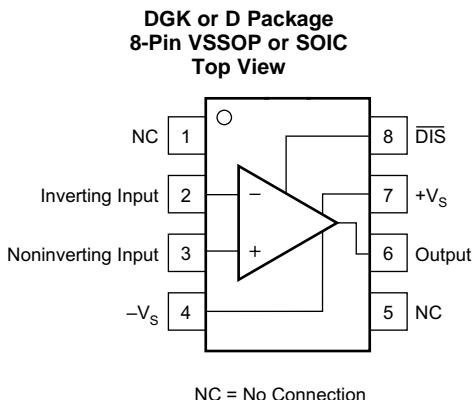 DGK or D Package
8-Pin VSSOP or SOIC
Top View
NC 1
8 DIS
Inverting Input 2
−
7 +VS
Noninverting Input 3
+
6 Output
−VS 4
5 NC
NC = No Connection